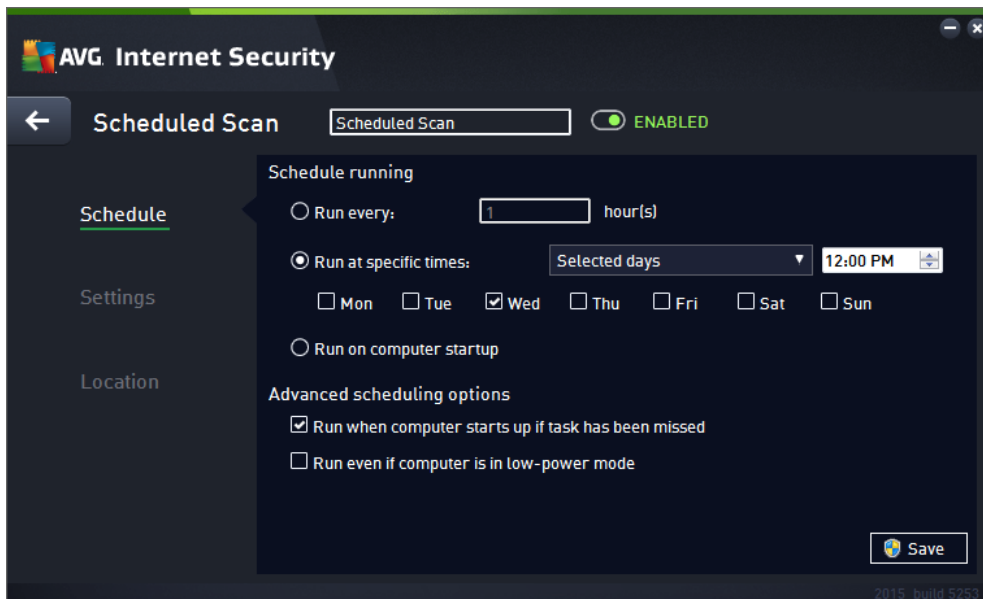 AVG Internet Security
Scheduled Scan Scheduled Scan ENABLED
Schedule running
Schedule
Run every: 1 hour(s)
Run at specific times: Selected days 12:00 PM
Mon Tue Wed Thu Fri Sat Sun
Settings
Run on computer startup
Location
Advanced scheduling options
Run when computer starts up if task has been missed
Run even if computer is in low-power mode
Save
2015 build 5253